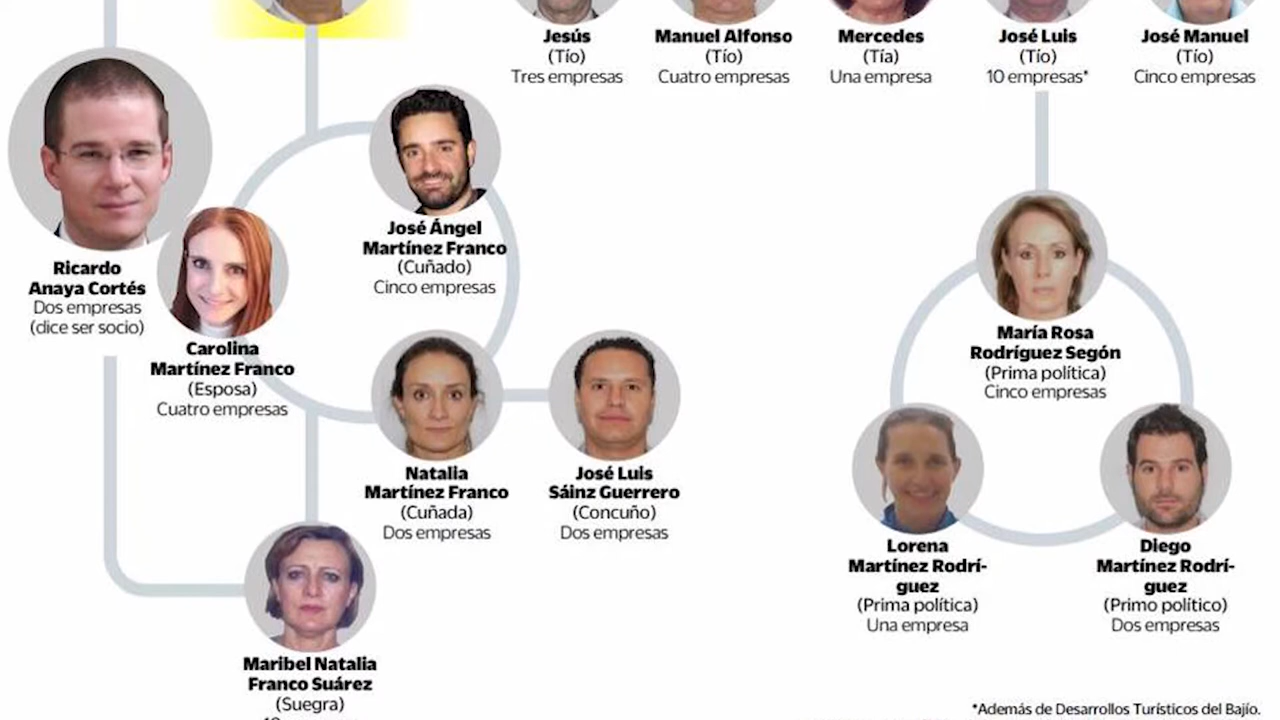 Jesús
(Tío)
Tres empresas
Manuel Alfonso
(Tío)
Cuatro empresas
Mercedes
(Tía)
Una empresa
José Luis
(Tío)
10 empresas*
José Manuel
(Tío)
Cinco empresas
Ricardo
Anaya Cortés
Dos empresas
(dice ser socio)
José Ángel
Martínez Franco
(Cuñado)
Cinco empresas
Carolina
Martínez Franco
(Esposa)
Cuatro empresas
María Rosa
Rodríguez Segón
(Prima política)
Cinco empresas
Natalia
Martínez Franco
(Cuñada)
Dos empresas
José Luis
Sáinz Guerrero
(Concuño)
Dos empresas
Lorena
Martínez Rodrí-
guez
(Prima política)
Una empresa
Diego
Martínez Rodrí-
guez
(Primo político)
Dos empresas
Maribel Natalia
Franco Suárez
(Suegra)
*Además de Desarrollos Turísticos del Bajío.